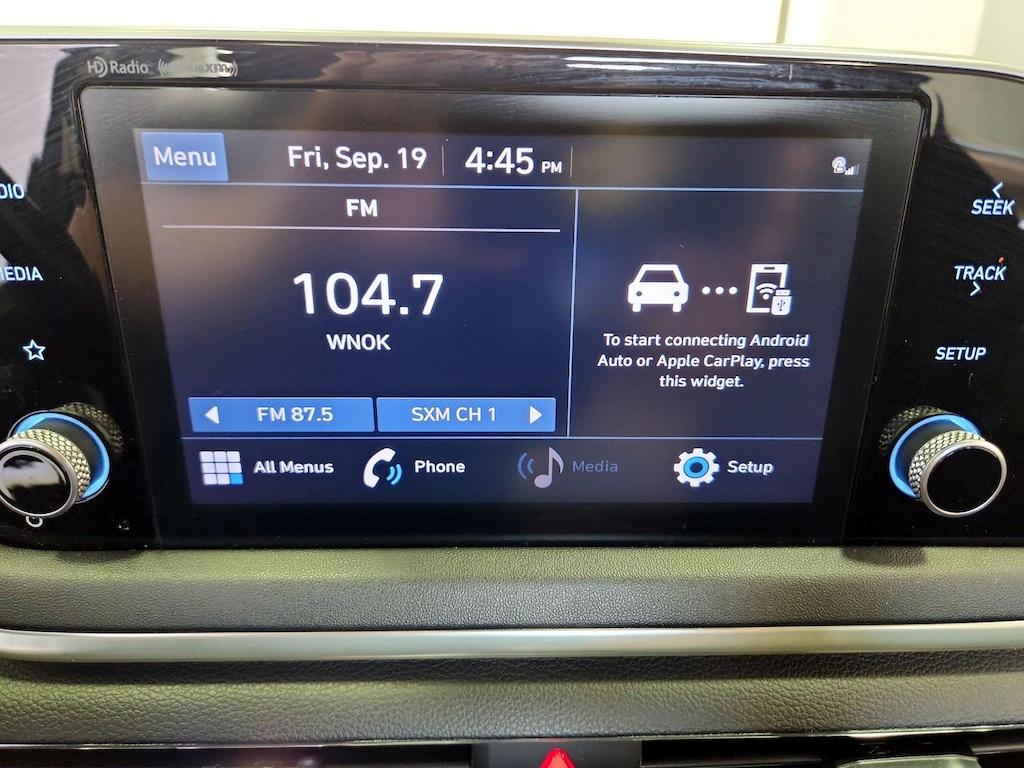 HD Radio
Menu
Fri, Sep. 19
4:45 PM
FM
104.7
WNOK
FM 87.5
SXM CH 1
To start connecting Android
Auto or Apple CarPlay, press
this widget.
All Menus
Phone
Media
Setup
SEEK
TRACK
SETUP